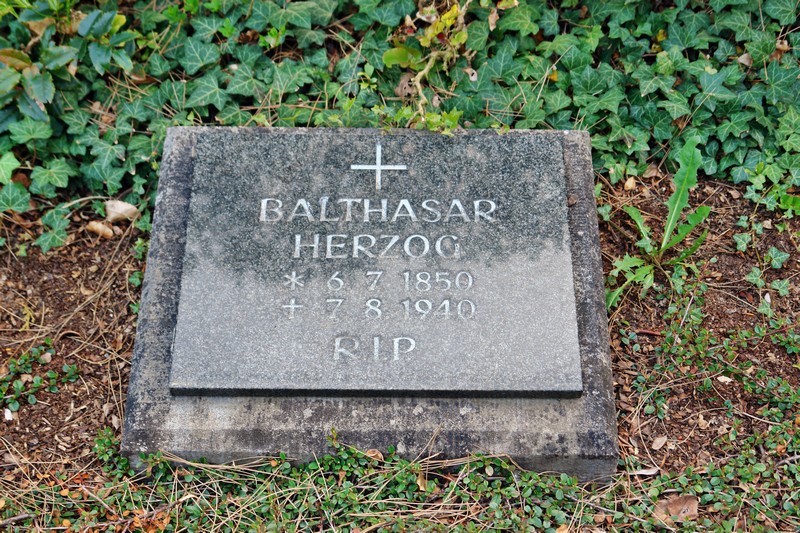 BALTHASAR
HERZOG
* 6 7 1850
+ 7 8 1940
RIP